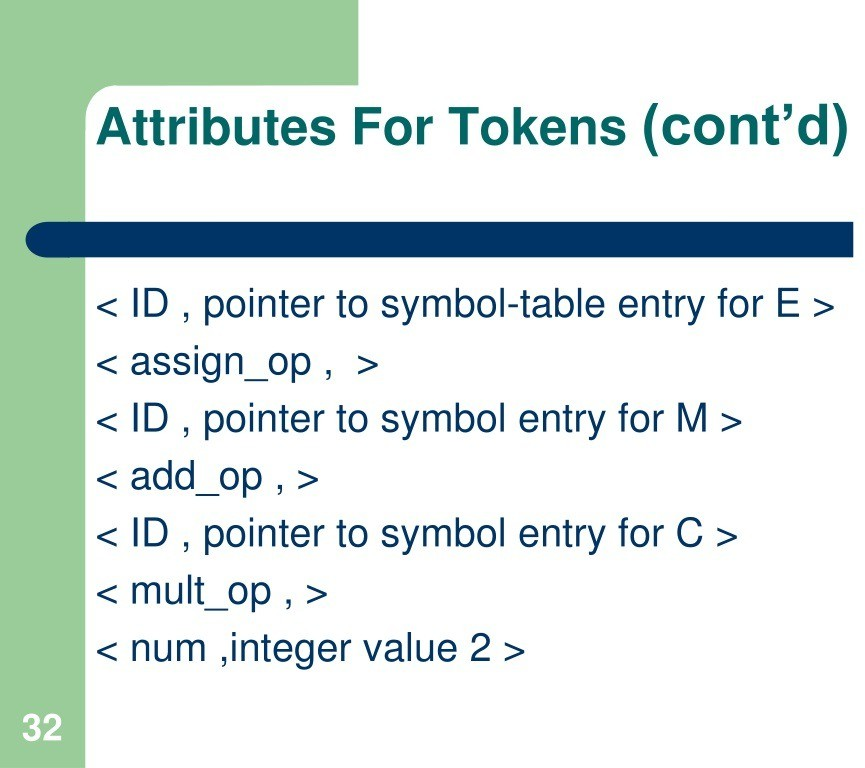 Attributes For Tokens (cont’d)
< ID , pointer to symbol-table entry for E >
< assign_op ,  >
< ID , pointer to symbol entry for M >
< add_op , >
< ID , pointer to symbol entry for C >
< mult_op , >
< num ,integer value 2 >
32